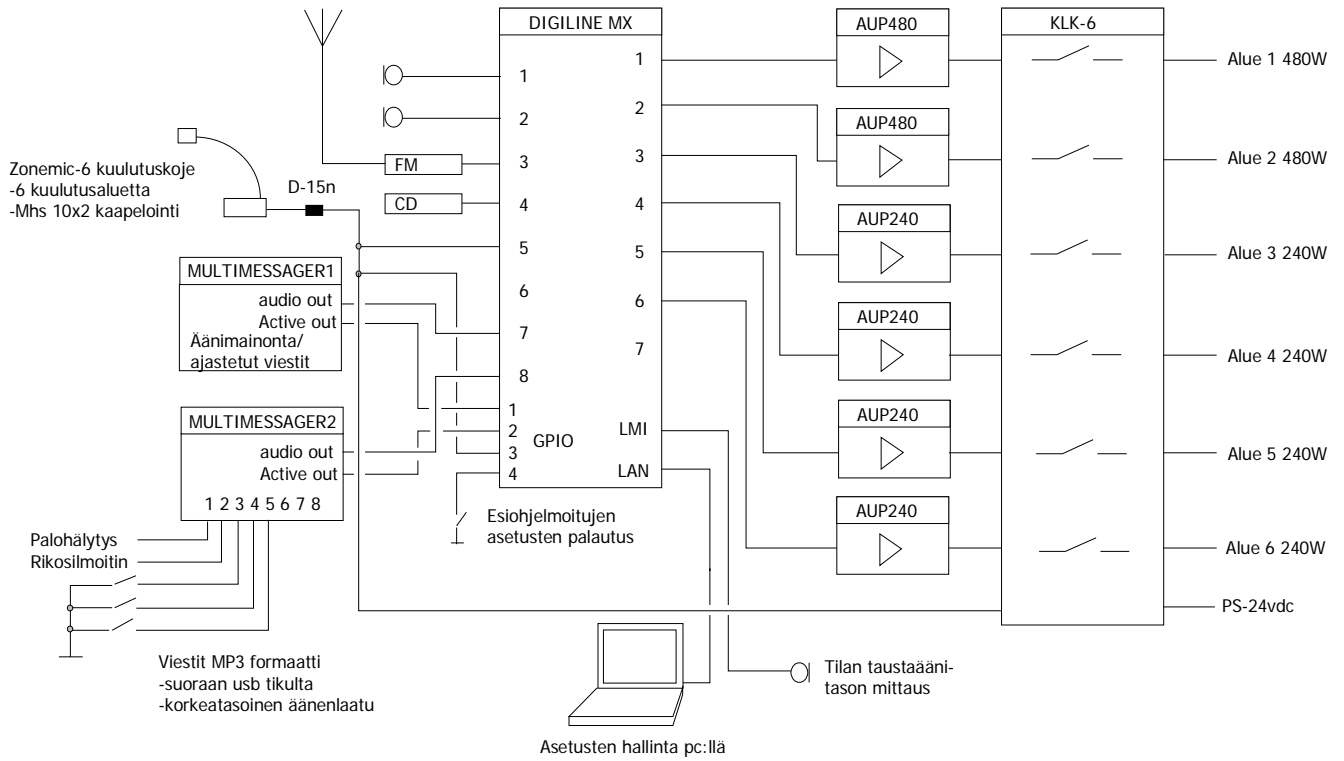 DIGILINE MX
1
2
3
4
5
6
7
8
1
2
3
4
GPIO
1
2
3
4
5
6
7
LMI
LAN
AUP480
AUP480
AUP240
AUP240
AUP240
AUP240
KLK-6
Alue 1 480W
Alue 2 480W
Alue 3 240W
Alue 4 240W
Alue 5 240W
Alue 6 240W
PS-24vdc
FM
CD
Zonemic-6 kuulutuskoje
-6 kuulutusaluetta
-Mhs 10x2 kaapelointi
D-15n
MULTIMESSAGER1
audio out
Active out
Äänimainonta/
ajastetut viestit
MULTIMESSAGER2
audio out
Active out
1 2 3 4 5 6 7 8
Palohälytys
Rikosilmoitin
Esiohjelmoitujen
asetusten palautus
Viestit MP3 formaatti
-suoraan usb tikulta
-korkeatasoinen äänenlaatu
Tilan taustaääni-
tason mittaus
Asetusten hallinta pc:llä